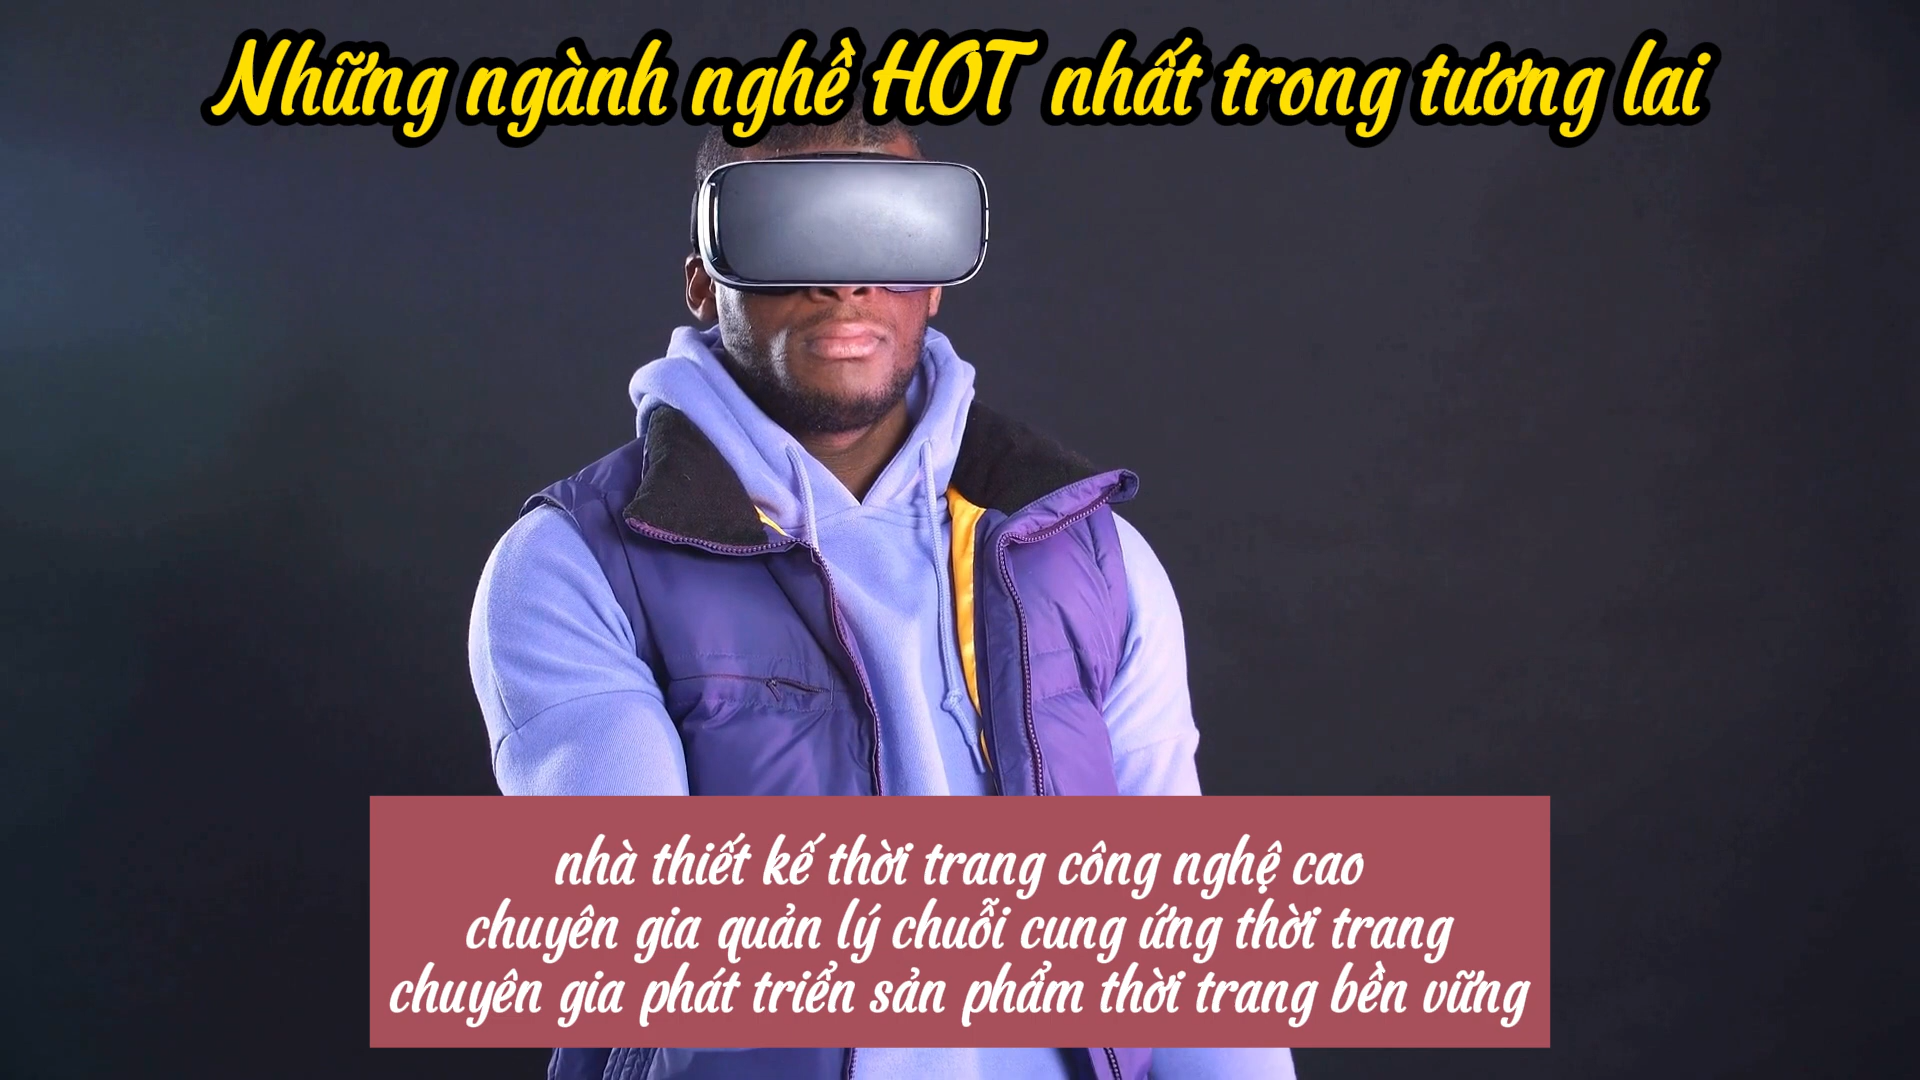 Những ngành nghề HOT nhất trong tương lai
nhà thiết kế thời trang công nghệ cao
chuyên gia quản lý chuỗi cung ứng thời trang
chuyên gia phát triển sản phẩm thời trang bền vững